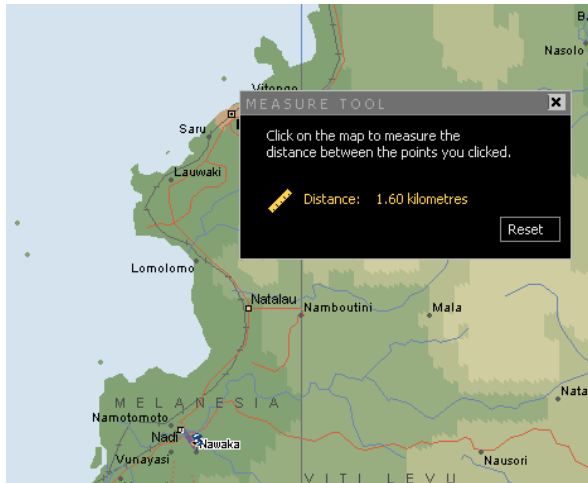 Nasolo
Vitongo
MEASURE TOOL
Click on the map to measure the
distance between the points you clicked.
Distance: 1.60 kilometres
Reset
Saru
Lauwaki
Lomolomo
Natalau
Namboutini
Mala
MELANESIA
Namotomoto
Nadi
Nawaka
Vunayasi
Nausori
VITI LEVU